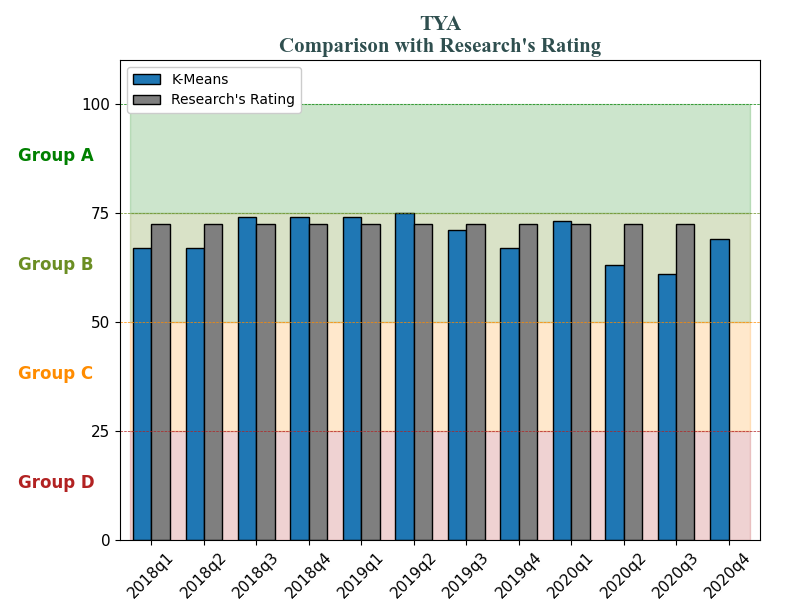 TYA
Comparison with Research's Rating
K-Means
Research's Rating
100
Group A
75
Group B
50
Group C
25
Group D
0
2018q1
2018q2
2018q3
2018q4
2019q1
2019q2
2019q3
2019q4
2020q1
2020q2
2020q3
2020q4